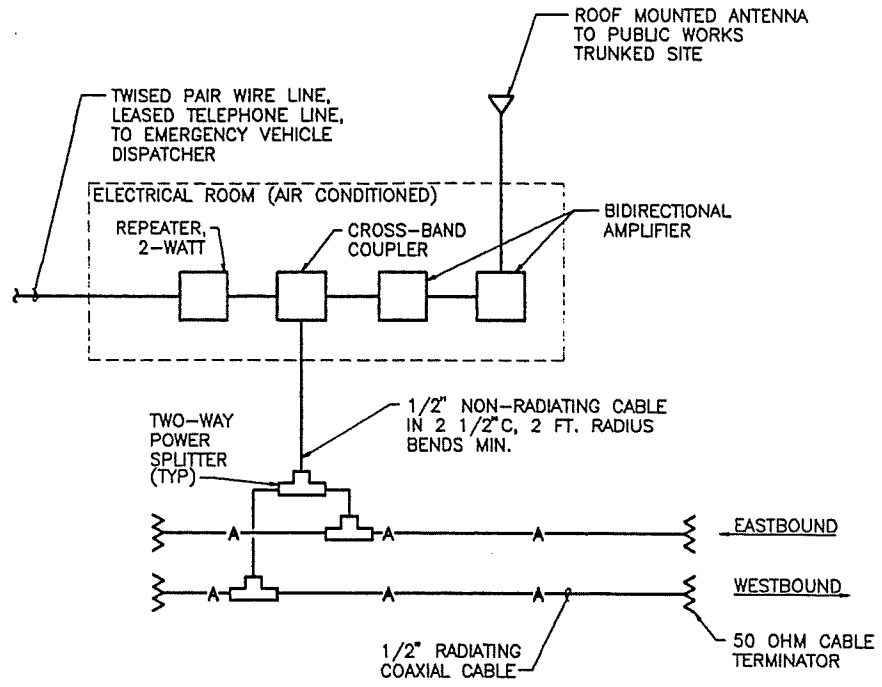 ROOF MOUNTED ANTENNA
TO PUBLIC WORKS
TRUNKED SITE
TWISED PAIR WIRE LINE,
LEASED TELEPHONE LINE,
TO EMERGENCY VEHICLE
DISPATCHER
ELECTRICAL ROOM (AIR CONDITIONED)
REPEATER,
2-WATT
CROSS-BAND
COUPLER
BIDIRECTIONAL
AMPLIFIER
TWO-WAY
POWER
SPLITTER
(TYP)
1/2" NON-RADIATING CABLE
IN 2 1/2"C, 2 FT. RADIUS
BENDS MIN.
A A A
EASTBOUND
A A A
WESTBOUND
1/2" RADIATING
COAXIAL CABLE
50 OHM CABLE
TERMINATOR